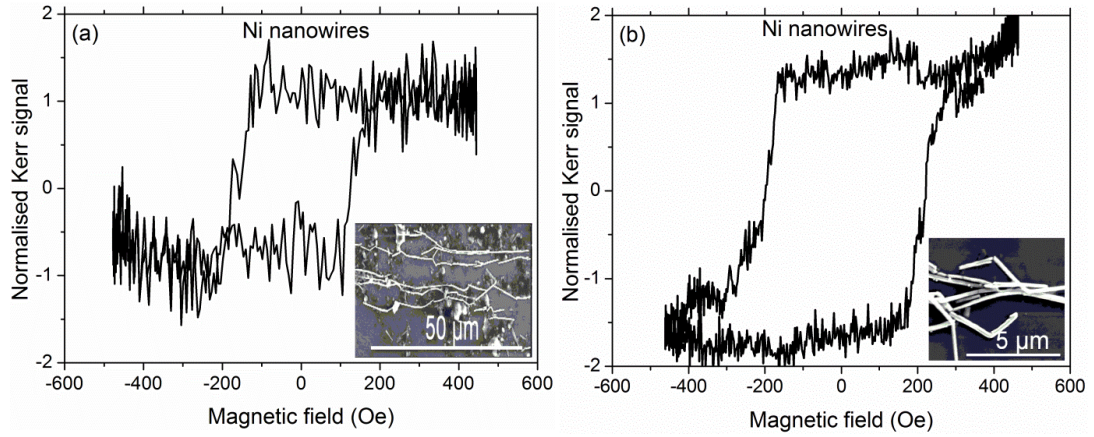 (a)
Ni nanowires
Normalised Kerr signal
2
1
0
-1
-2
-600
-400
-200
0
200
400
600
Magnetic field (Oe)
50 µm
(b)
Ni nanowires
Normalised Kerr signal
2
1
0
-1
-2
-600
-400
-200
0
200
400
600
Magnetic field (Oe)
5 µm